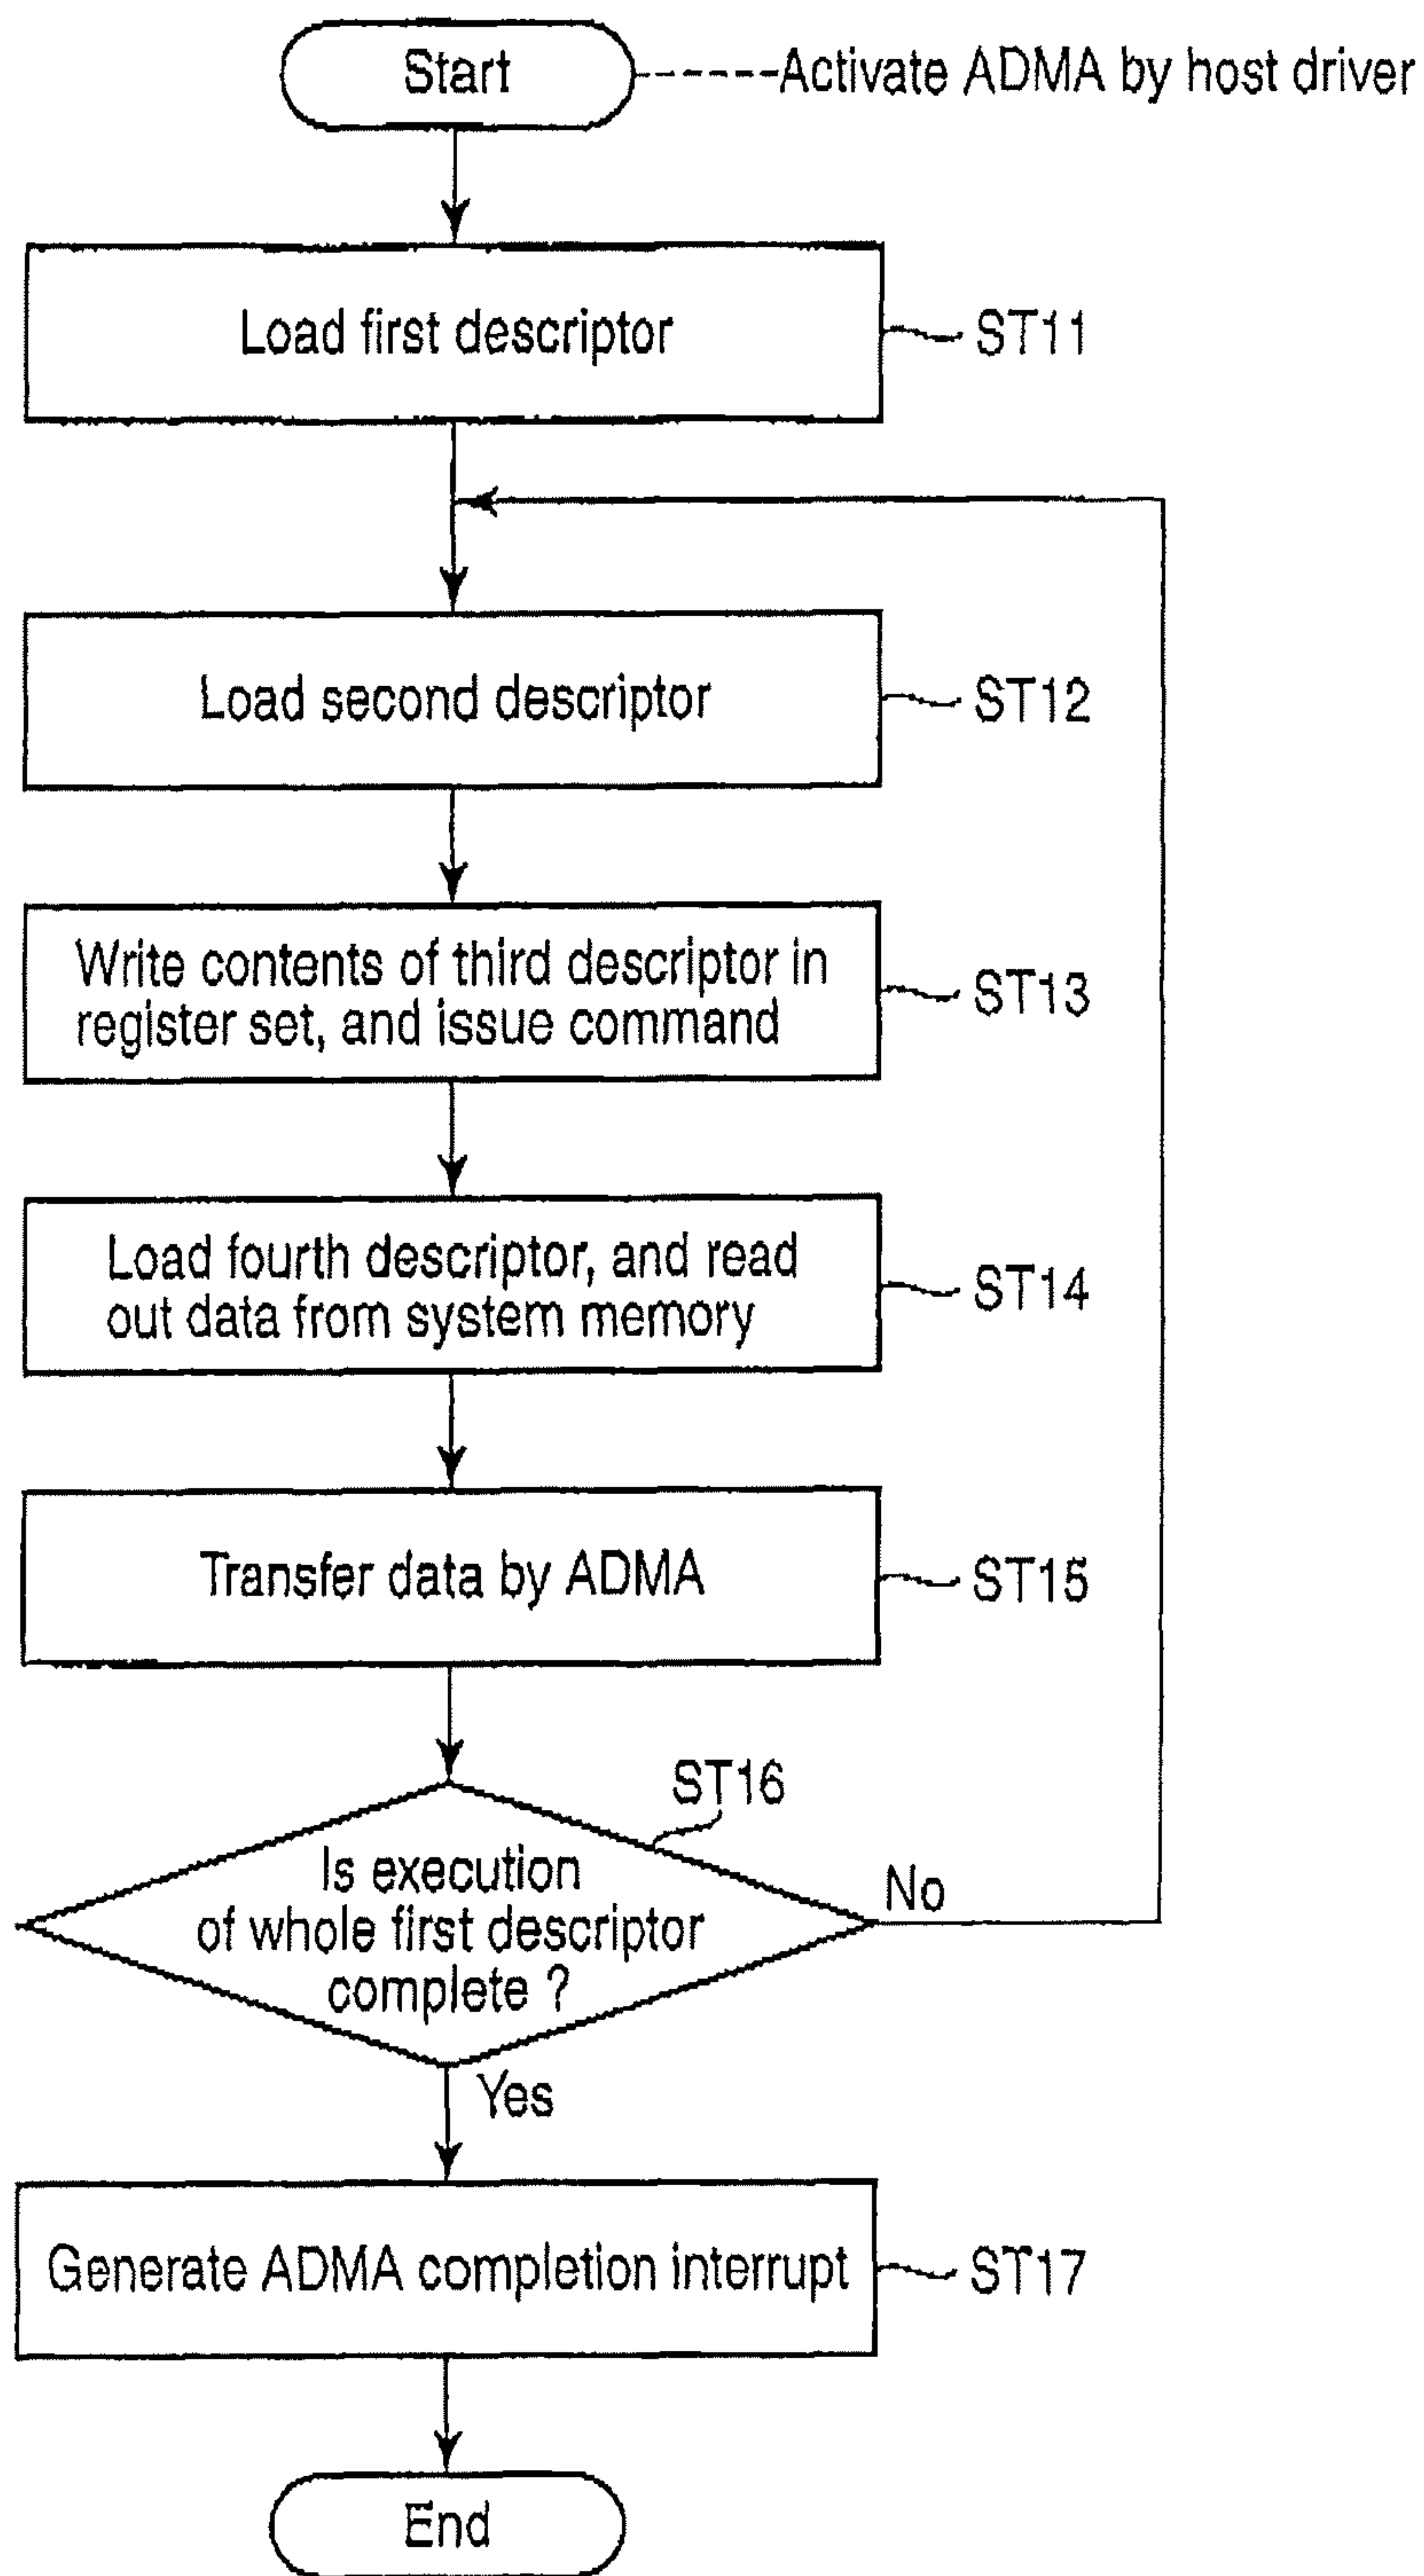 Start
Activate ADMA by host driver
Load first descriptor
ST11
Load second descriptor
ST12
Write contents of third descriptor in
register set, and issue command
ST13
Load fourth descriptor, and read
out data from system memory
ST14
Transfer data by ADMA
ST15
ST16
Is execution
of whole first descriptor
complete ?
No
Yes
Generate ADMA completion interrupt
ST17
End